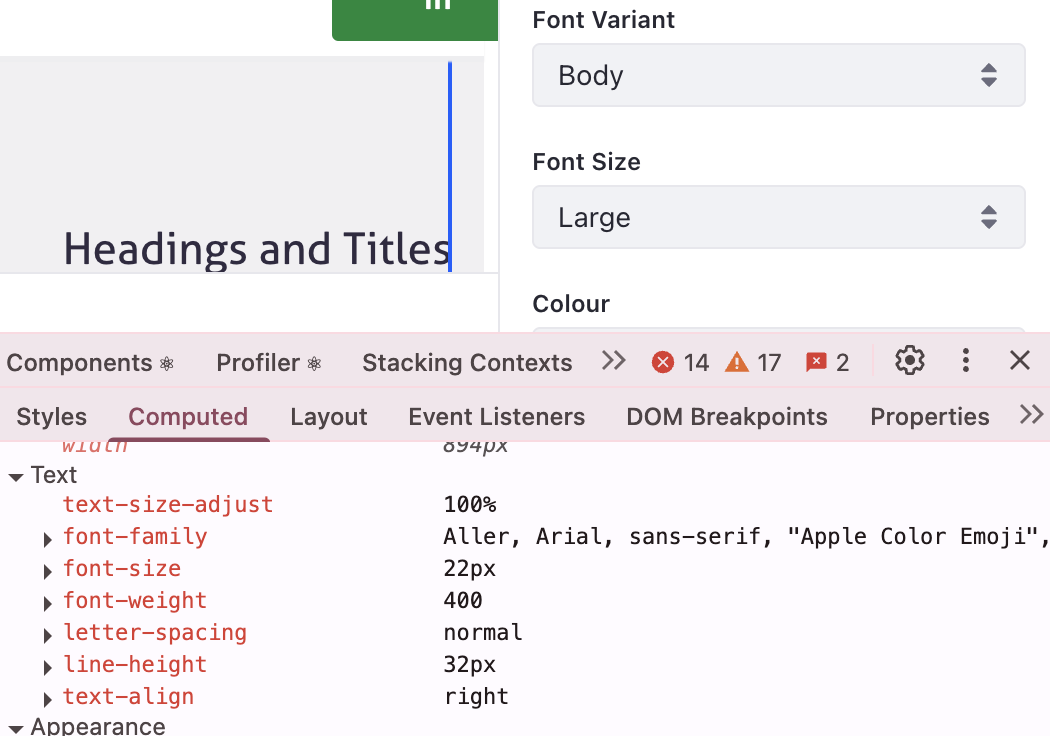 Font Variant
Body
Font Size
Large
Headings and Titles
Colour
Components Profiler Stacking Contexts 14 17 2
Styles Computed Layout Event Listeners DOM Breakpoints Properties
width 894px
Text
text-size-adjust 100%
font-family Aller, Arial, sans-serif, "Apple Color Emoji",
font-size 22px
font-weight 400
letter-spacing normal
line-height 32px
text-align right
Appearance